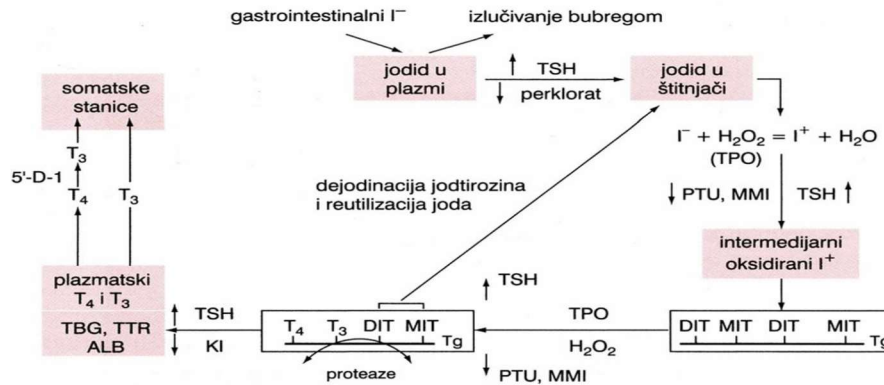 gastrointestinalni I⁻
izlučivanje bubregom
jodid u
plazmi
↑ TSH
↓ perklorat
jodid u
štitnjači
I⁻ + H₂O₂ = I⁺ + H₂O
(TPO)
↓ PTU, MMI
TSH ↑
intermedijarni
oksidirani I⁺
DIT MIT DIT MIT
Tg
TPO
H₂O₂
↑ TSH
↓ PTU, MMI
T₄ T₃ DIT MIT
Tg
proteaze
dejodinacija jodtirozina
i reutilizacija joda
↑ TSH
↓ KI
plazmatski
T₄ i T₃
TBG, TTR
ALB
T₄
5'-D-1
T₃
T₃
somatske
stanice